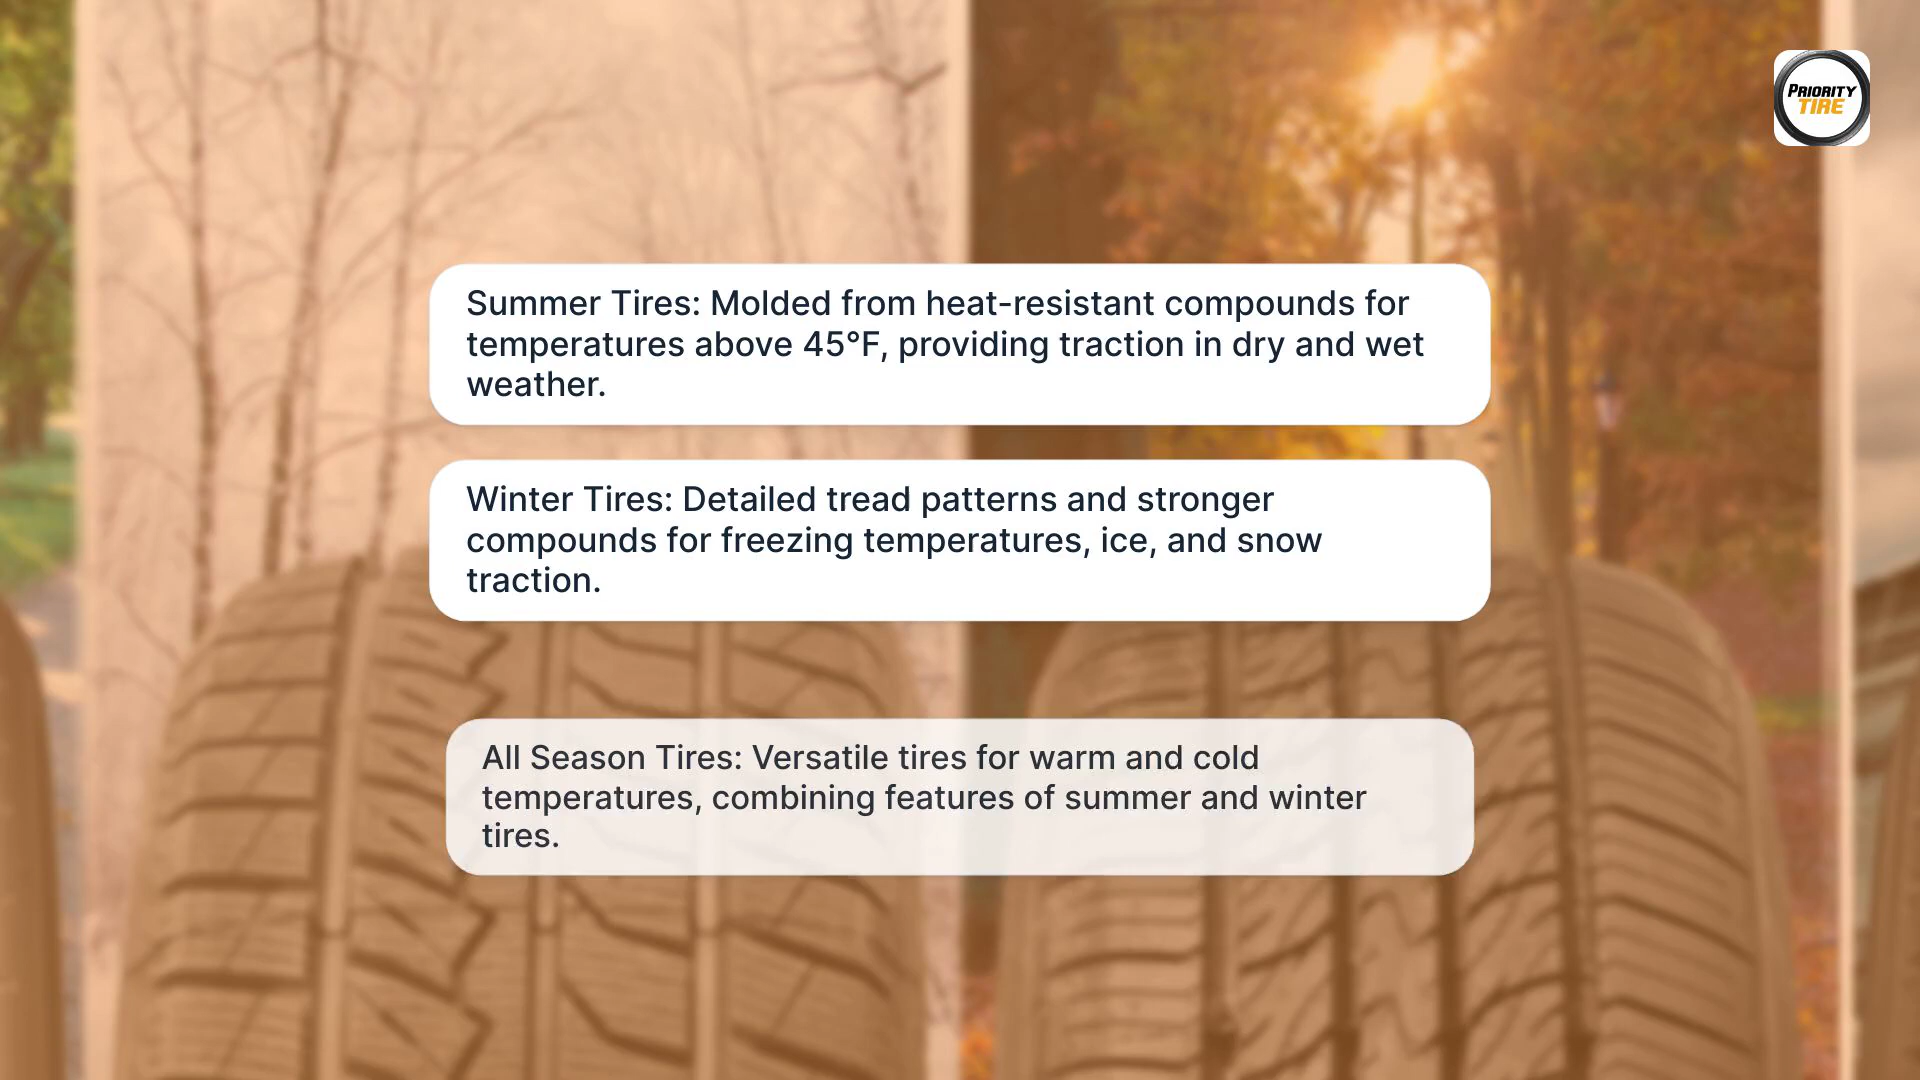 PRIORITY
TIRE
Summer Tires: Molded from heat-resistant compounds for
temperatures above 45°F, providing traction in dry and wet
weather.
Winter Tires: Detailed tread patterns and stronger
compounds for freezing temperatures, ice, and snow
traction.
All Season Tires: Versatile tires for warm and cold
temperatures, combining features of summer and winter
tires.